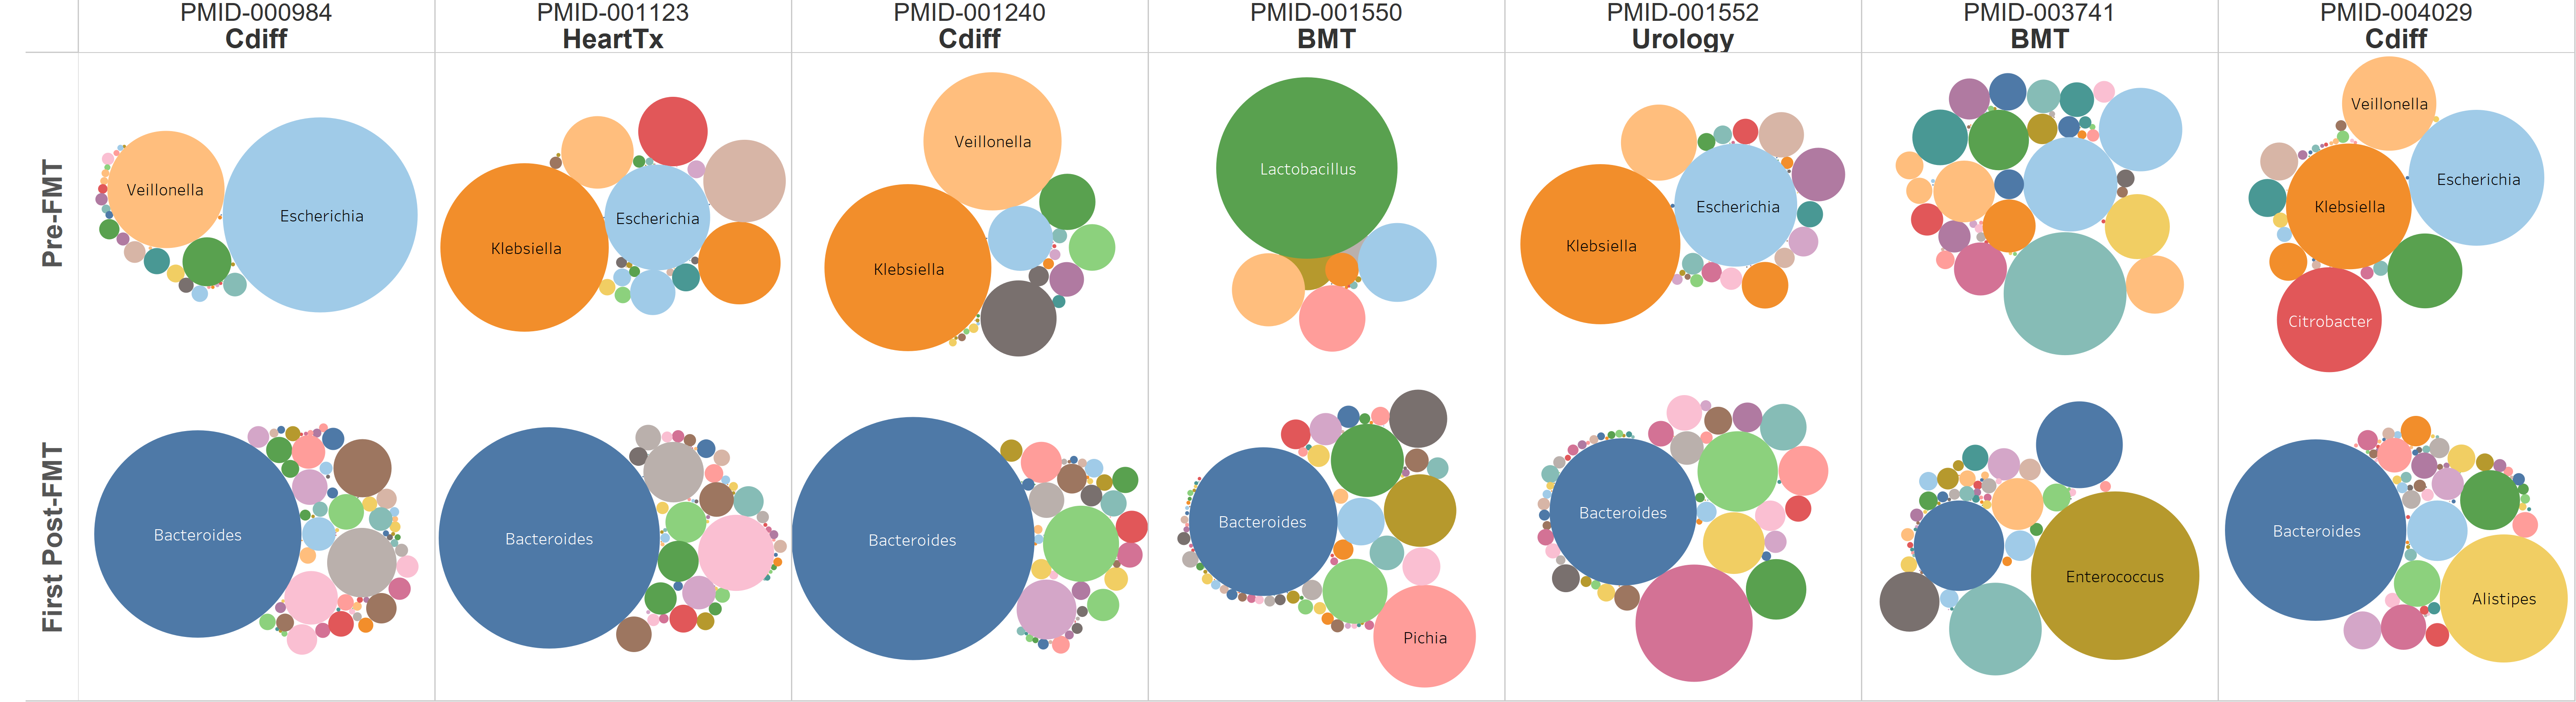 PMID-000984 PMID-001123 PMID-001240 PMID-001550 PMID-001552 PMID-003741 PMID-004029
Cdiff HeartTx Cdiff BMT Urology BMT Cdiff
Pre-FMT
Veillonella Escherichia
Klebsiella Escherichia
Veillonella
Klebsiella
Lactobacillus
Klebsiella Escherichia
Veillonella
Escherichia
Klebsiella
Citrobacter
First Post-FMT
Bacteroides
Bacteroides
Bacteroides
Bacteroides
Pichia
Bacteroides
Enterococcus
Bacteroides
Alistipes